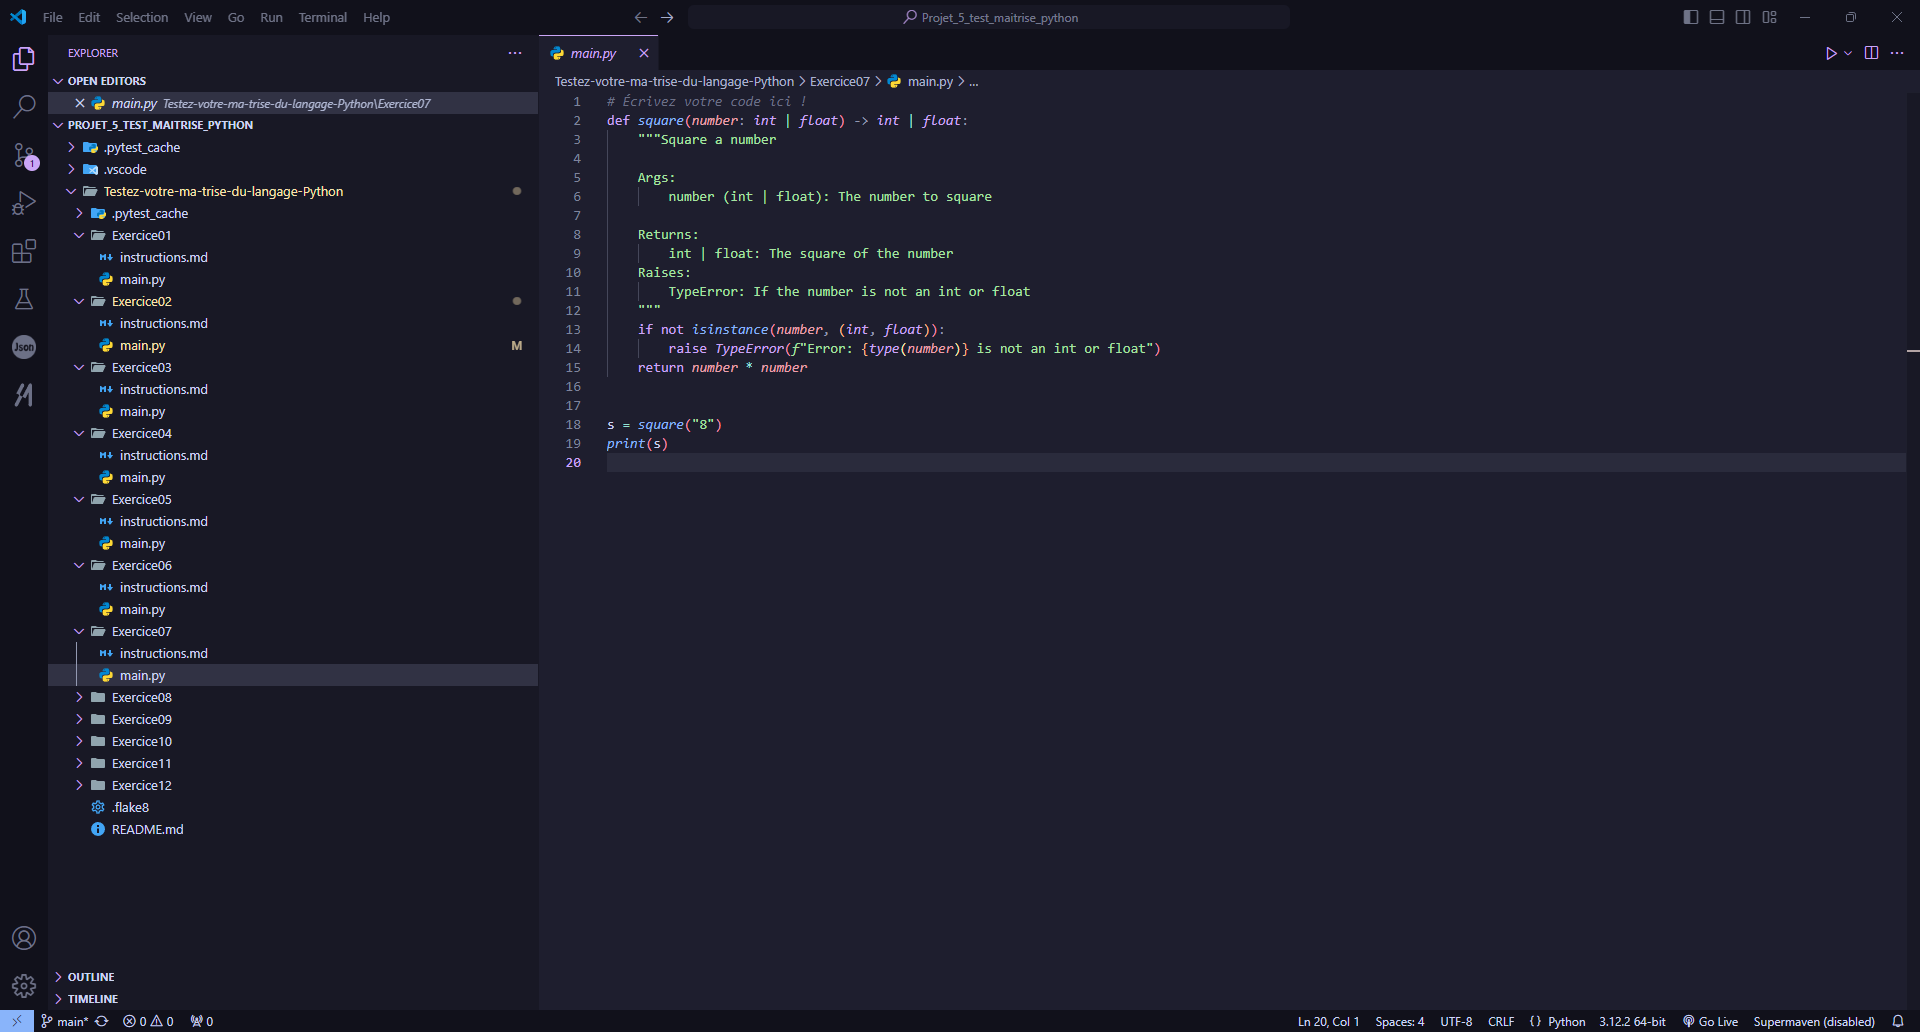 File Edit Selection View Go Run Terminal Help
Projet_5_test_maitrise_python
EXPLORER
OPEN EDITORS
main.py Testez-votre-ma-trise-du-langage-Python\Exercice07
PROJET_5_TEST_MAITRISE_PYTHON
.pytest_cache
.vscode
Testez-votre-ma-trise-du-langage-Python
.pytest_cache
Exercice01
instructions.md
main.py
Exercice02
instructions.md
main.py M
Exercice03
instructions.md
main.py
Exercice04
instructions.md
main.py
Exercice05
instructions.md
main.py
Exercice06
instructions.md
main.py
Exercice07
instructions.md
main.py
Exercice08
Exercice09
Exercice10
Exercice11
Exercice12
.flake8
README.md
OUTLINE
TIMELINE
1
Json
main.py
Testez-votre-ma-trise-du-langage-Python > Exercice07 > main.py > ...
1 # Écrivez votre code ici !
2 def square(number: int | float) -> int | float:
3 """Square a number
4
5 Args:
6 number (int | float): The number to square
7
8 Returns:
9 int | float: The square of the number
10 Raises:
11 TypeError: If the number is not an int or float
12 """
13 if not isinstance(number, (int, float)):
14 raise TypeError(f"Error: {type(number)} is not an int or float")
15 return number * number
16
17
18 s = square("8")
19 print(s)
20
main* 0 0 0
Ln 20, Col 1 Spaces: 4 UTF-8 CRLF {} Python 3.12.2 64-bit Go Live Supermaven (disabled)